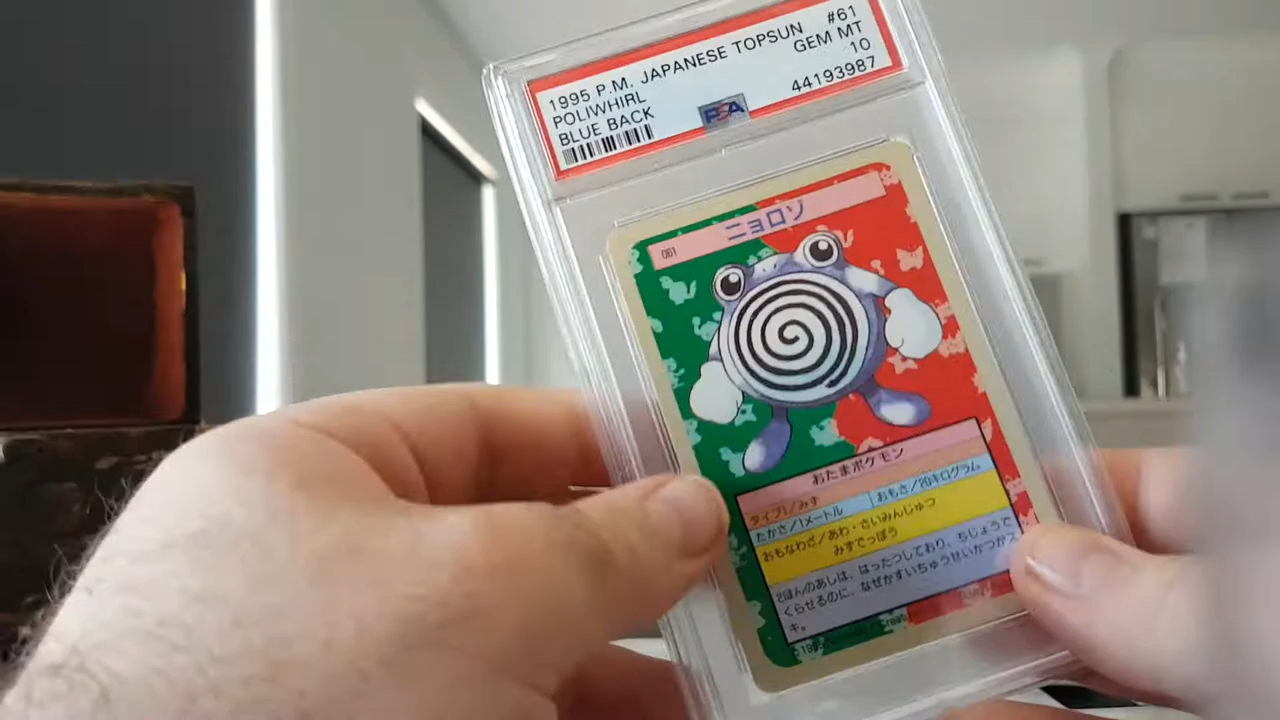 1995 P.M. JAPANESE TOPSUN #61
POLIWHIRL GEM MT
BLUE BACK 10
PSA 44193987
061 ニョロゾ
おたまポケモン
タイプ1/みず
たかさ/1メートル おもさ/20キログラム
おもなわざ/あわ・さいみんじゅつ
みずでっぽう
2ほんのあしは、はったつしており、ちじょうで
くらせるのに、なぜかすいちゅうせいかつがス
キ。